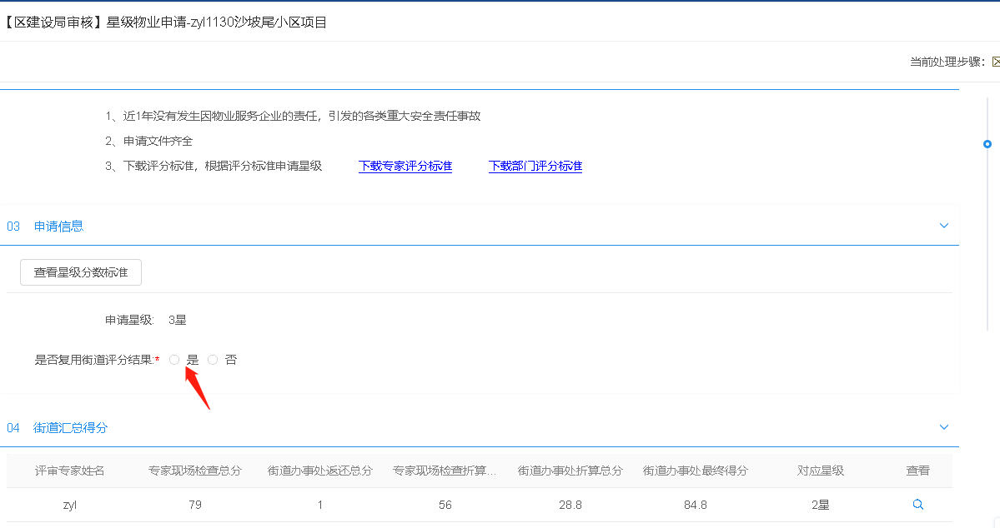 【区建设局审核】星级物业申请-zyl1130沙坡尾小区项目
当前处理步骤：
1、近1年没有发生因物业服务企业的责任，引发的各类重大安全责任事故
2、申请文件齐全
3、下载评分标准，根据评分标准申请星级 下载专家评分标准 下载部门评分标准
03 申请信息
查看星级分数标准
申请星级: 3星
是否复用街道评分结果:* 是 否
04 街道汇总得分
评审专家姓名 专家现场检查总分 街道办事处返还总分 专家现场检查折算... 街道办事处折算总分 街道办事处最终得分 对应星级 查看
zyl 79 1 56 28.8 84.8 2星